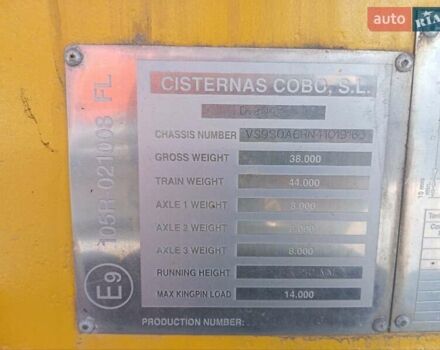 auto
RIA
CISTERNAS COBO, S.L.
CHASSIS NUMBER
GROSS WEIGHT 38.000
TRAIN WEIGHT 44.000
AXLE 1 WEIGHT 8.000
AXLE 2 WEIGHT
AXLE 3 WEIGHT 8.000
RUNNING HEIGHT
MAX KINGPIN LOAD 14.000
PRODUCTION NUMBER:
E9 105R 021008 FL